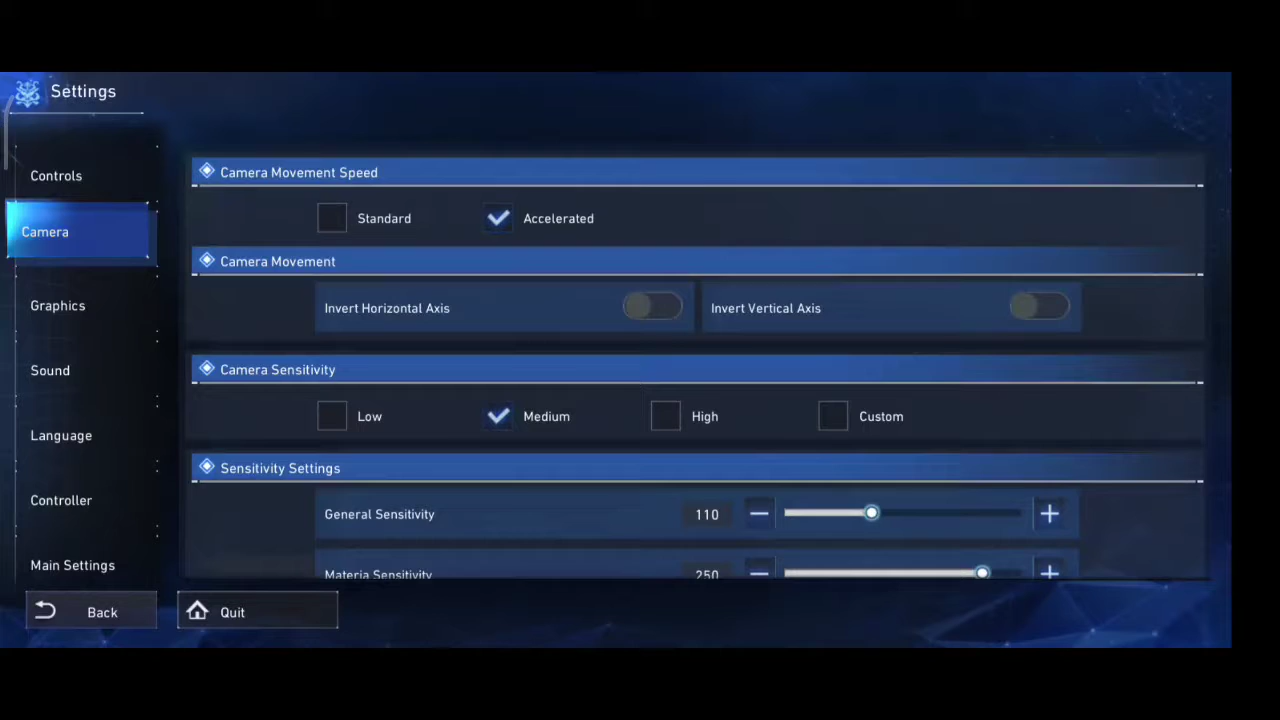 Settings
Controls
Camera
Graphics
Sound
Language
Controller
Main Settings
Back
Quit
Camera Movement Speed
Standard Accelerated
Camera Movement
Invert Horizontal Axis Invert Vertical Axis
Camera Sensitivity
Low Medium High Custom
Sensitivity Settings
General Sensitivity 110
Materia Sensitivity 250